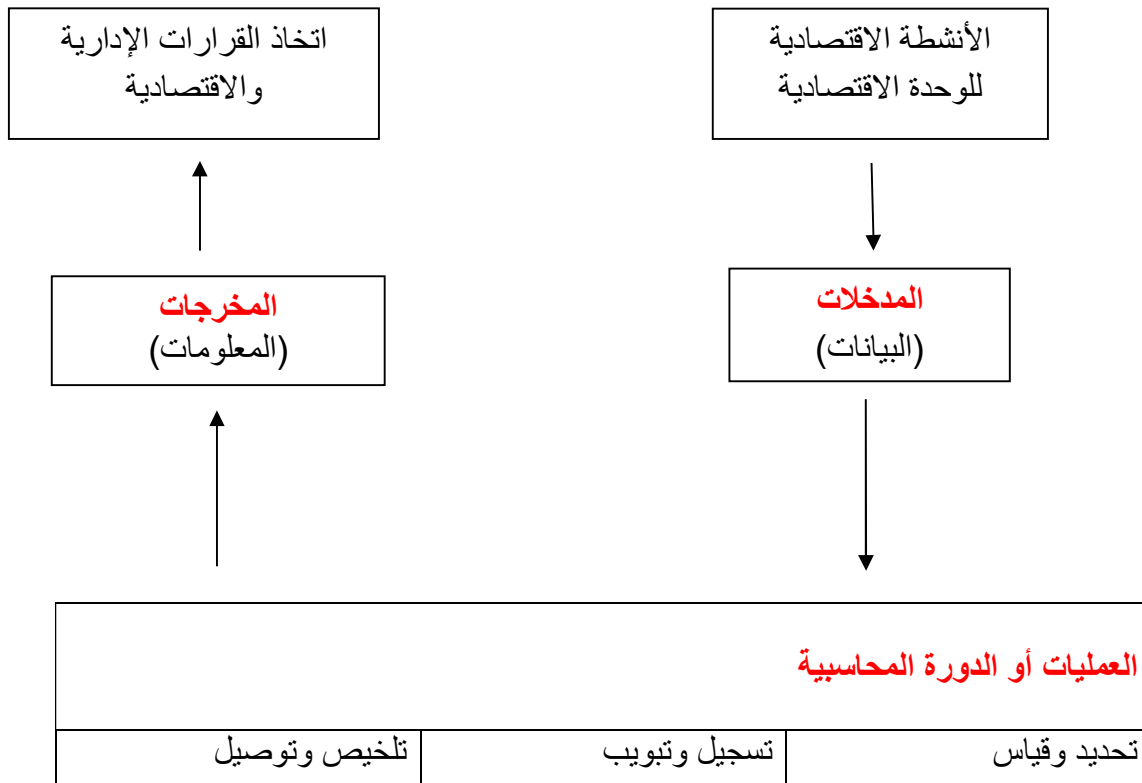 الأنشطة الاقتصادية
للوحدة الاقتصادية
اتخاذ القرارات الإدارية
والاقتصادية
المدخلات
(البيانات)
المخرجات
(المعلومات)
العمليات أو الدورة المحاسبية
تحديد وقياس
تسجيل وتبويب
تلخيص وتوصيل